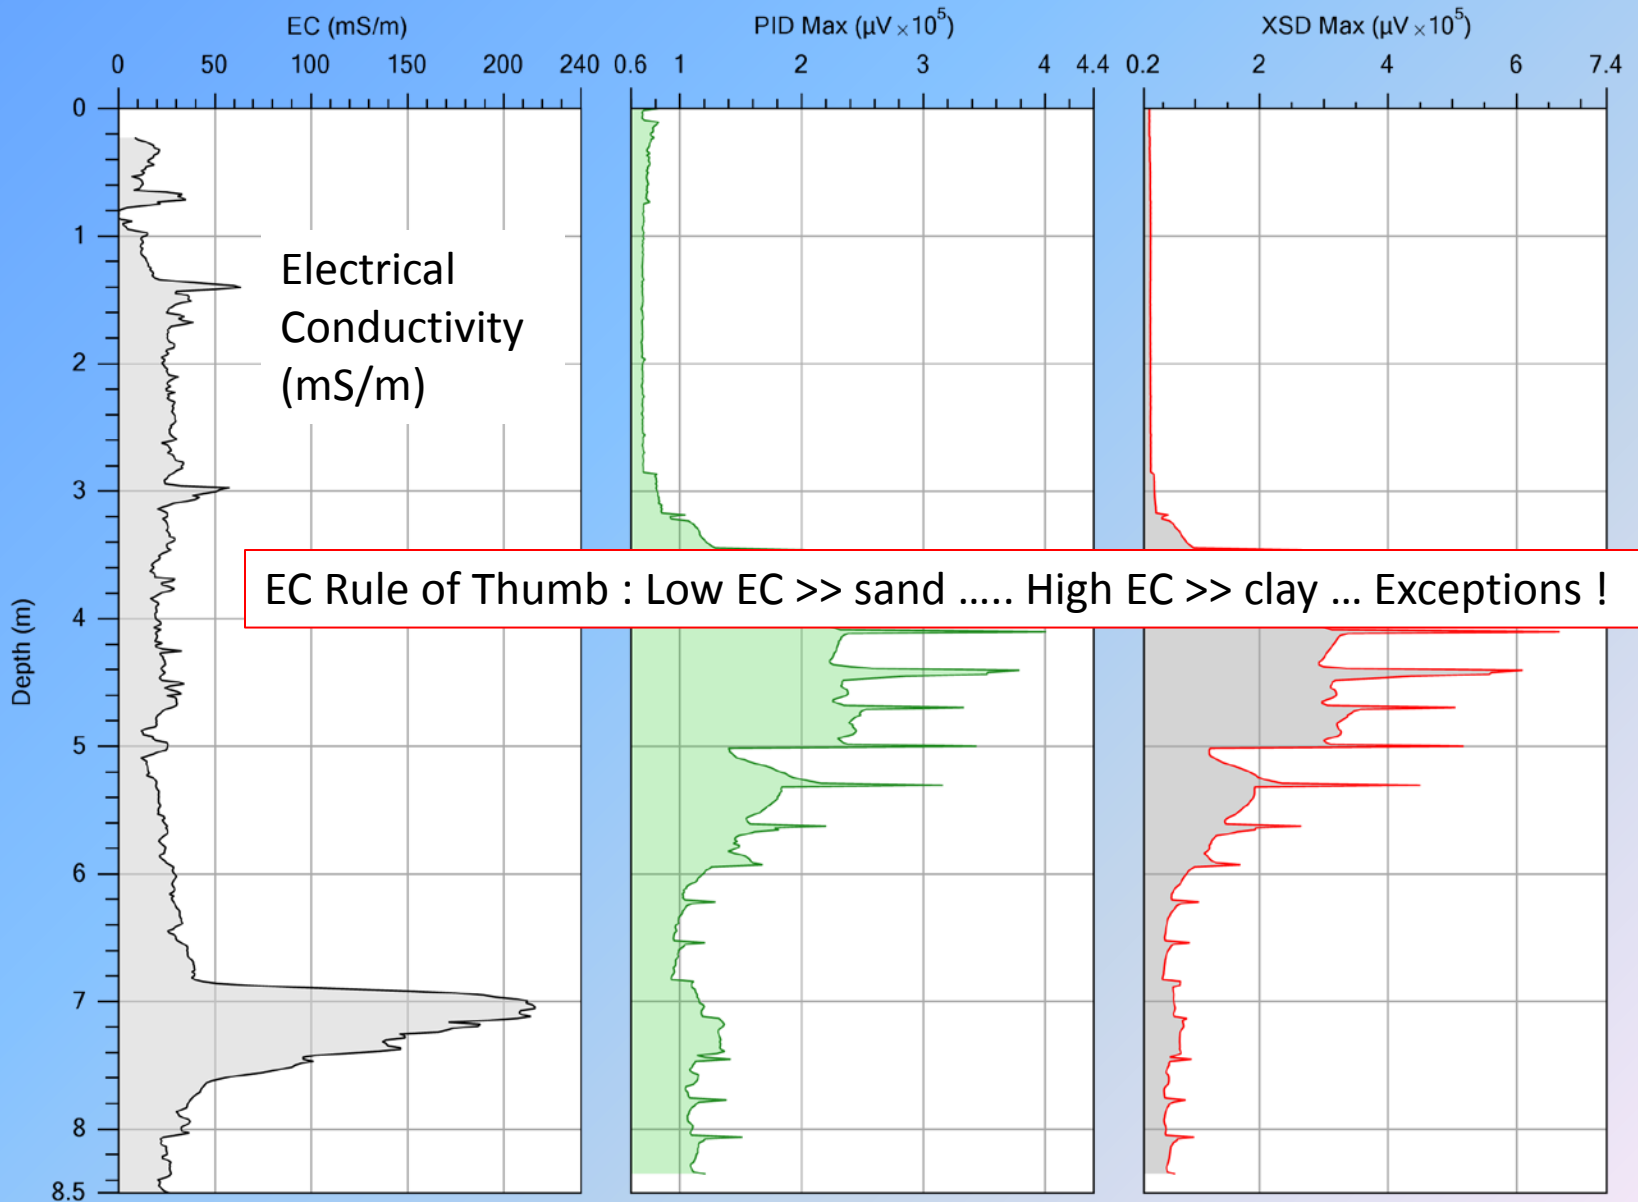 EC (mS/m)
PID Max (µV ×10⁵)
XSD Max (µV ×10⁵)
0 50 100 150 200 240
0.6 1 2 3 4 4.4
0.2 2 4 6 7.4
0
1
2
3
4
5
6
7
8
8.5
Depth (m)
Electrical
Conductivity
(mS/m)
EC Rule of Thumb : Low EC >> sand ….. High EC >> clay … Exceptions !